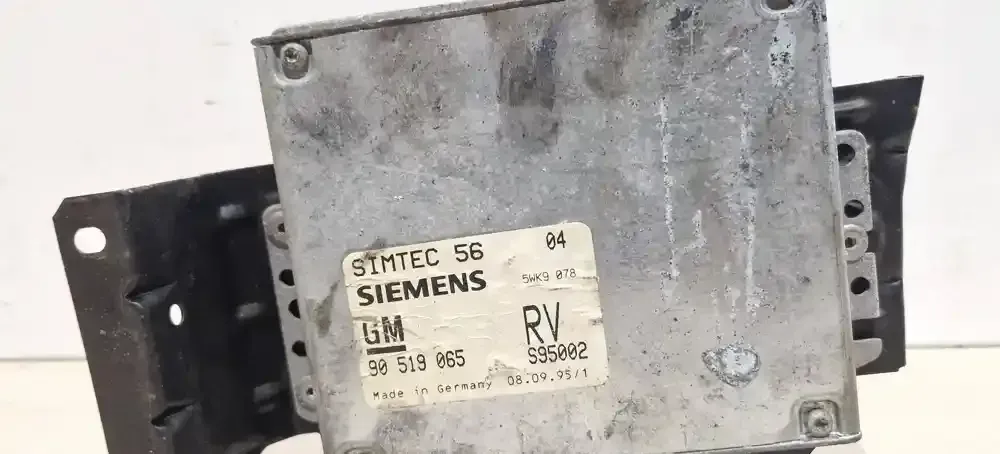 SIMTEC 56 04
SIEMENS 5WK9 078
GM RV
90 519 065 S95002
Made in Germany 08.09.95/1